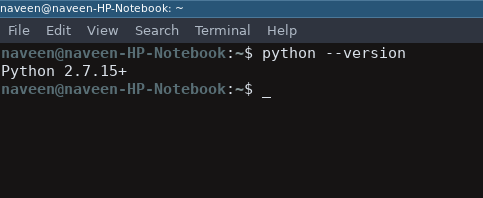 naveen@naveen-HP-Notebook: ~
File Edit View Search Terminal Help
naveen@naveen-HP-Notebook:~$ python --version
Python 2.7.15+
naveen@naveen-HP-Notebook:~$ _